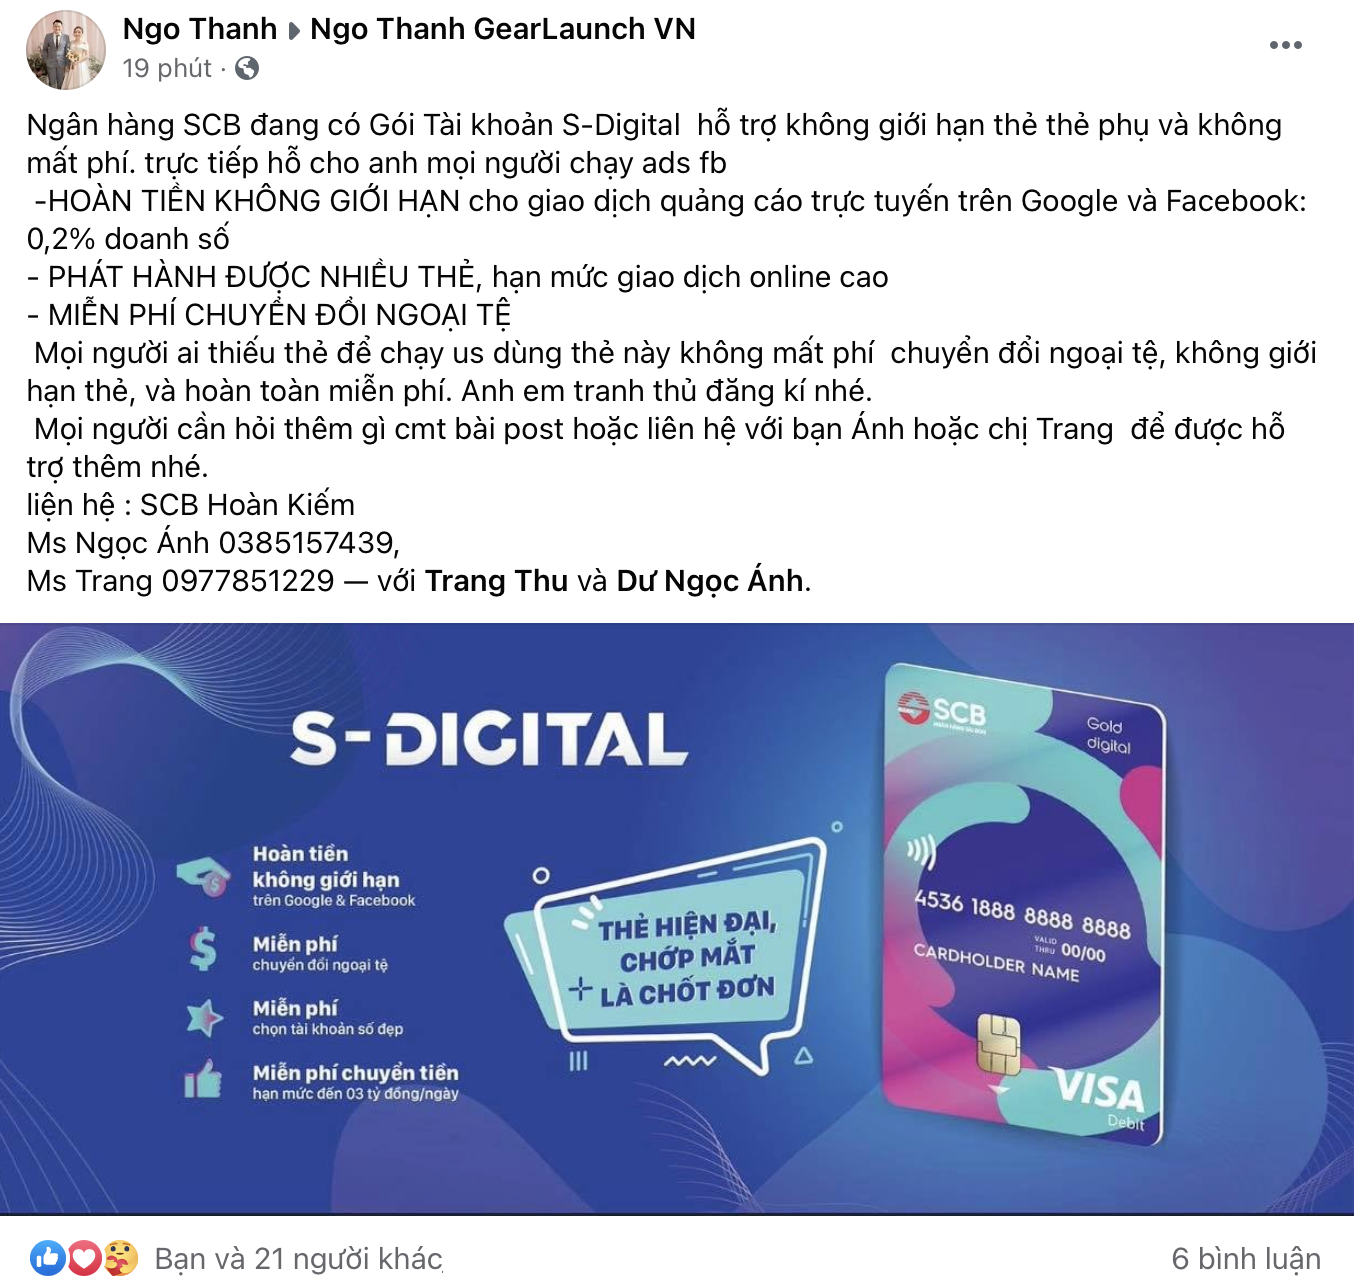 Ngo Thanh ▸ Ngo Thanh GearLaunch VN
19 phút ·
Ngân hàng SCB đang có Gói Tài khoản S-Digital  hỗ trợ không giới hạn thẻ thẻ phụ và không
mất phí. trực tiếp hỗ cho anh mọi người chạy ads fb
-HOÀN TIỀN KHÔNG GIỚI HẠN cho giao dịch quảng cáo trực tuyến trên Google và Facebook:
0,2% doanh số
- PHÁT HÀNH ĐƯỢC NHIỀU THẺ, hạn mức giao dịch online cao
- MIỄN PHÍ CHUYỂN ĐỔI NGOẠI TỆ
Mọi người ai thiếu thẻ để chạy us dùng thẻ này không mất phí  chuyển đổi ngoại tệ, không giới
hạn thẻ, và hoàn toàn miễn phí. Anh em tranh thủ đăng kí nhé.
Mọi người cần hỏi thêm gì cmt bài post hoặc liên hệ với bạn Ánh hoặc chị Trang  để được hỗ
trợ thêm nhé.
liện hệ : SCB Hoàn Kiếm
Ms Ngọc Ánh 0385157439,
Ms Trang 0977851229 — với Trang Thu và Dư Ngọc Ánh.
S-DIGITAL
Hoàn tiền
không giới hạn
trên Google & Facebook
Miễn phí
chuyển đổi ngoại tệ
Miễn phí
chọn tài khoản số đẹp
Miễn phí chuyển tiền
hạn mức đến 03 tỷ đồng/ngày
THẺ HIỆN ĐẠI,
CHỚP MẮT
LÀ CHỐT ĐƠN
SCB
Gold
digital
4536 1888 8888 8888
VALID
THRU 00/00
CARDHOLDER NAME
VISA
Debit
Bạn và 21 người khác
6 bình luận